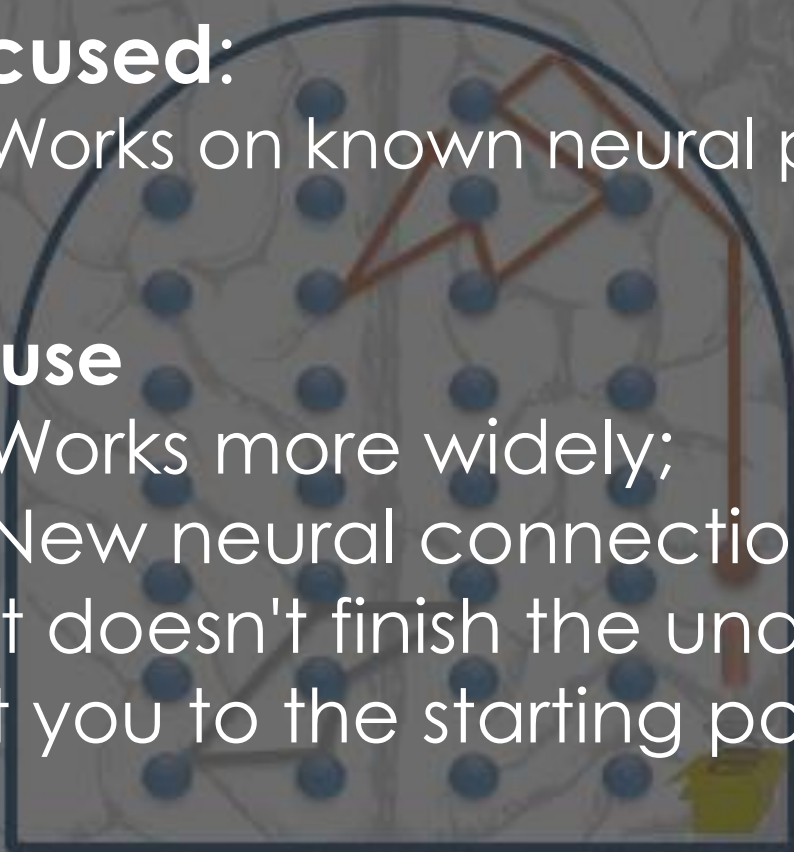 cused:
Works on known neural p
use
Works more widely;
New neural connectio
t doesn't finish the und
t you to the starting po